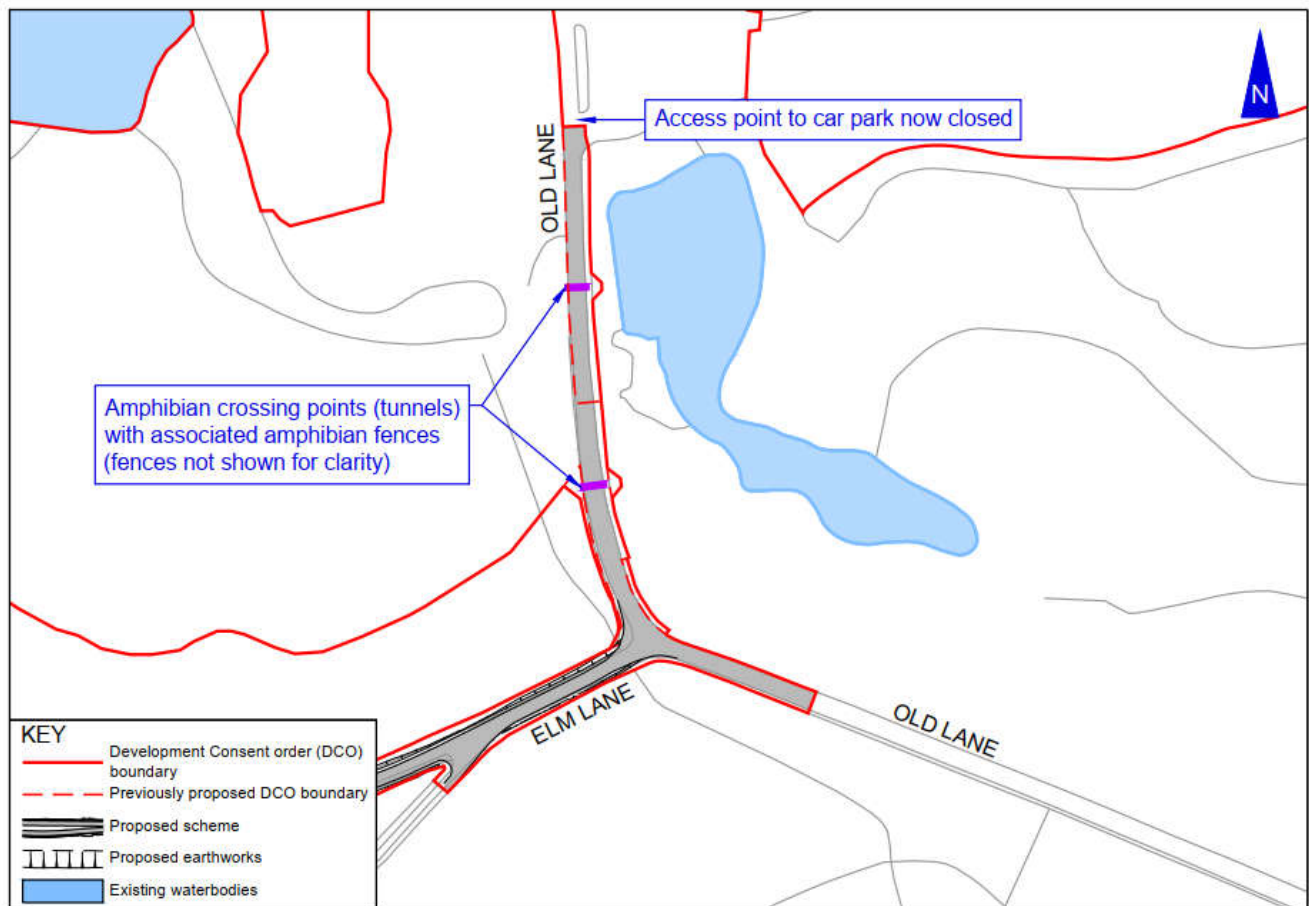 N
Access point to car park now closed
OLD LANE
Amphibian crossing points (tunnels)
with associated amphibian fences
(fences not shown for clarity)
ELM LANE
OLD LANE
KEY
Development Consent order (DCO)
boundary
Previously proposed DCO boundary
Proposed scheme
Proposed earthworks
Existing waterbodies